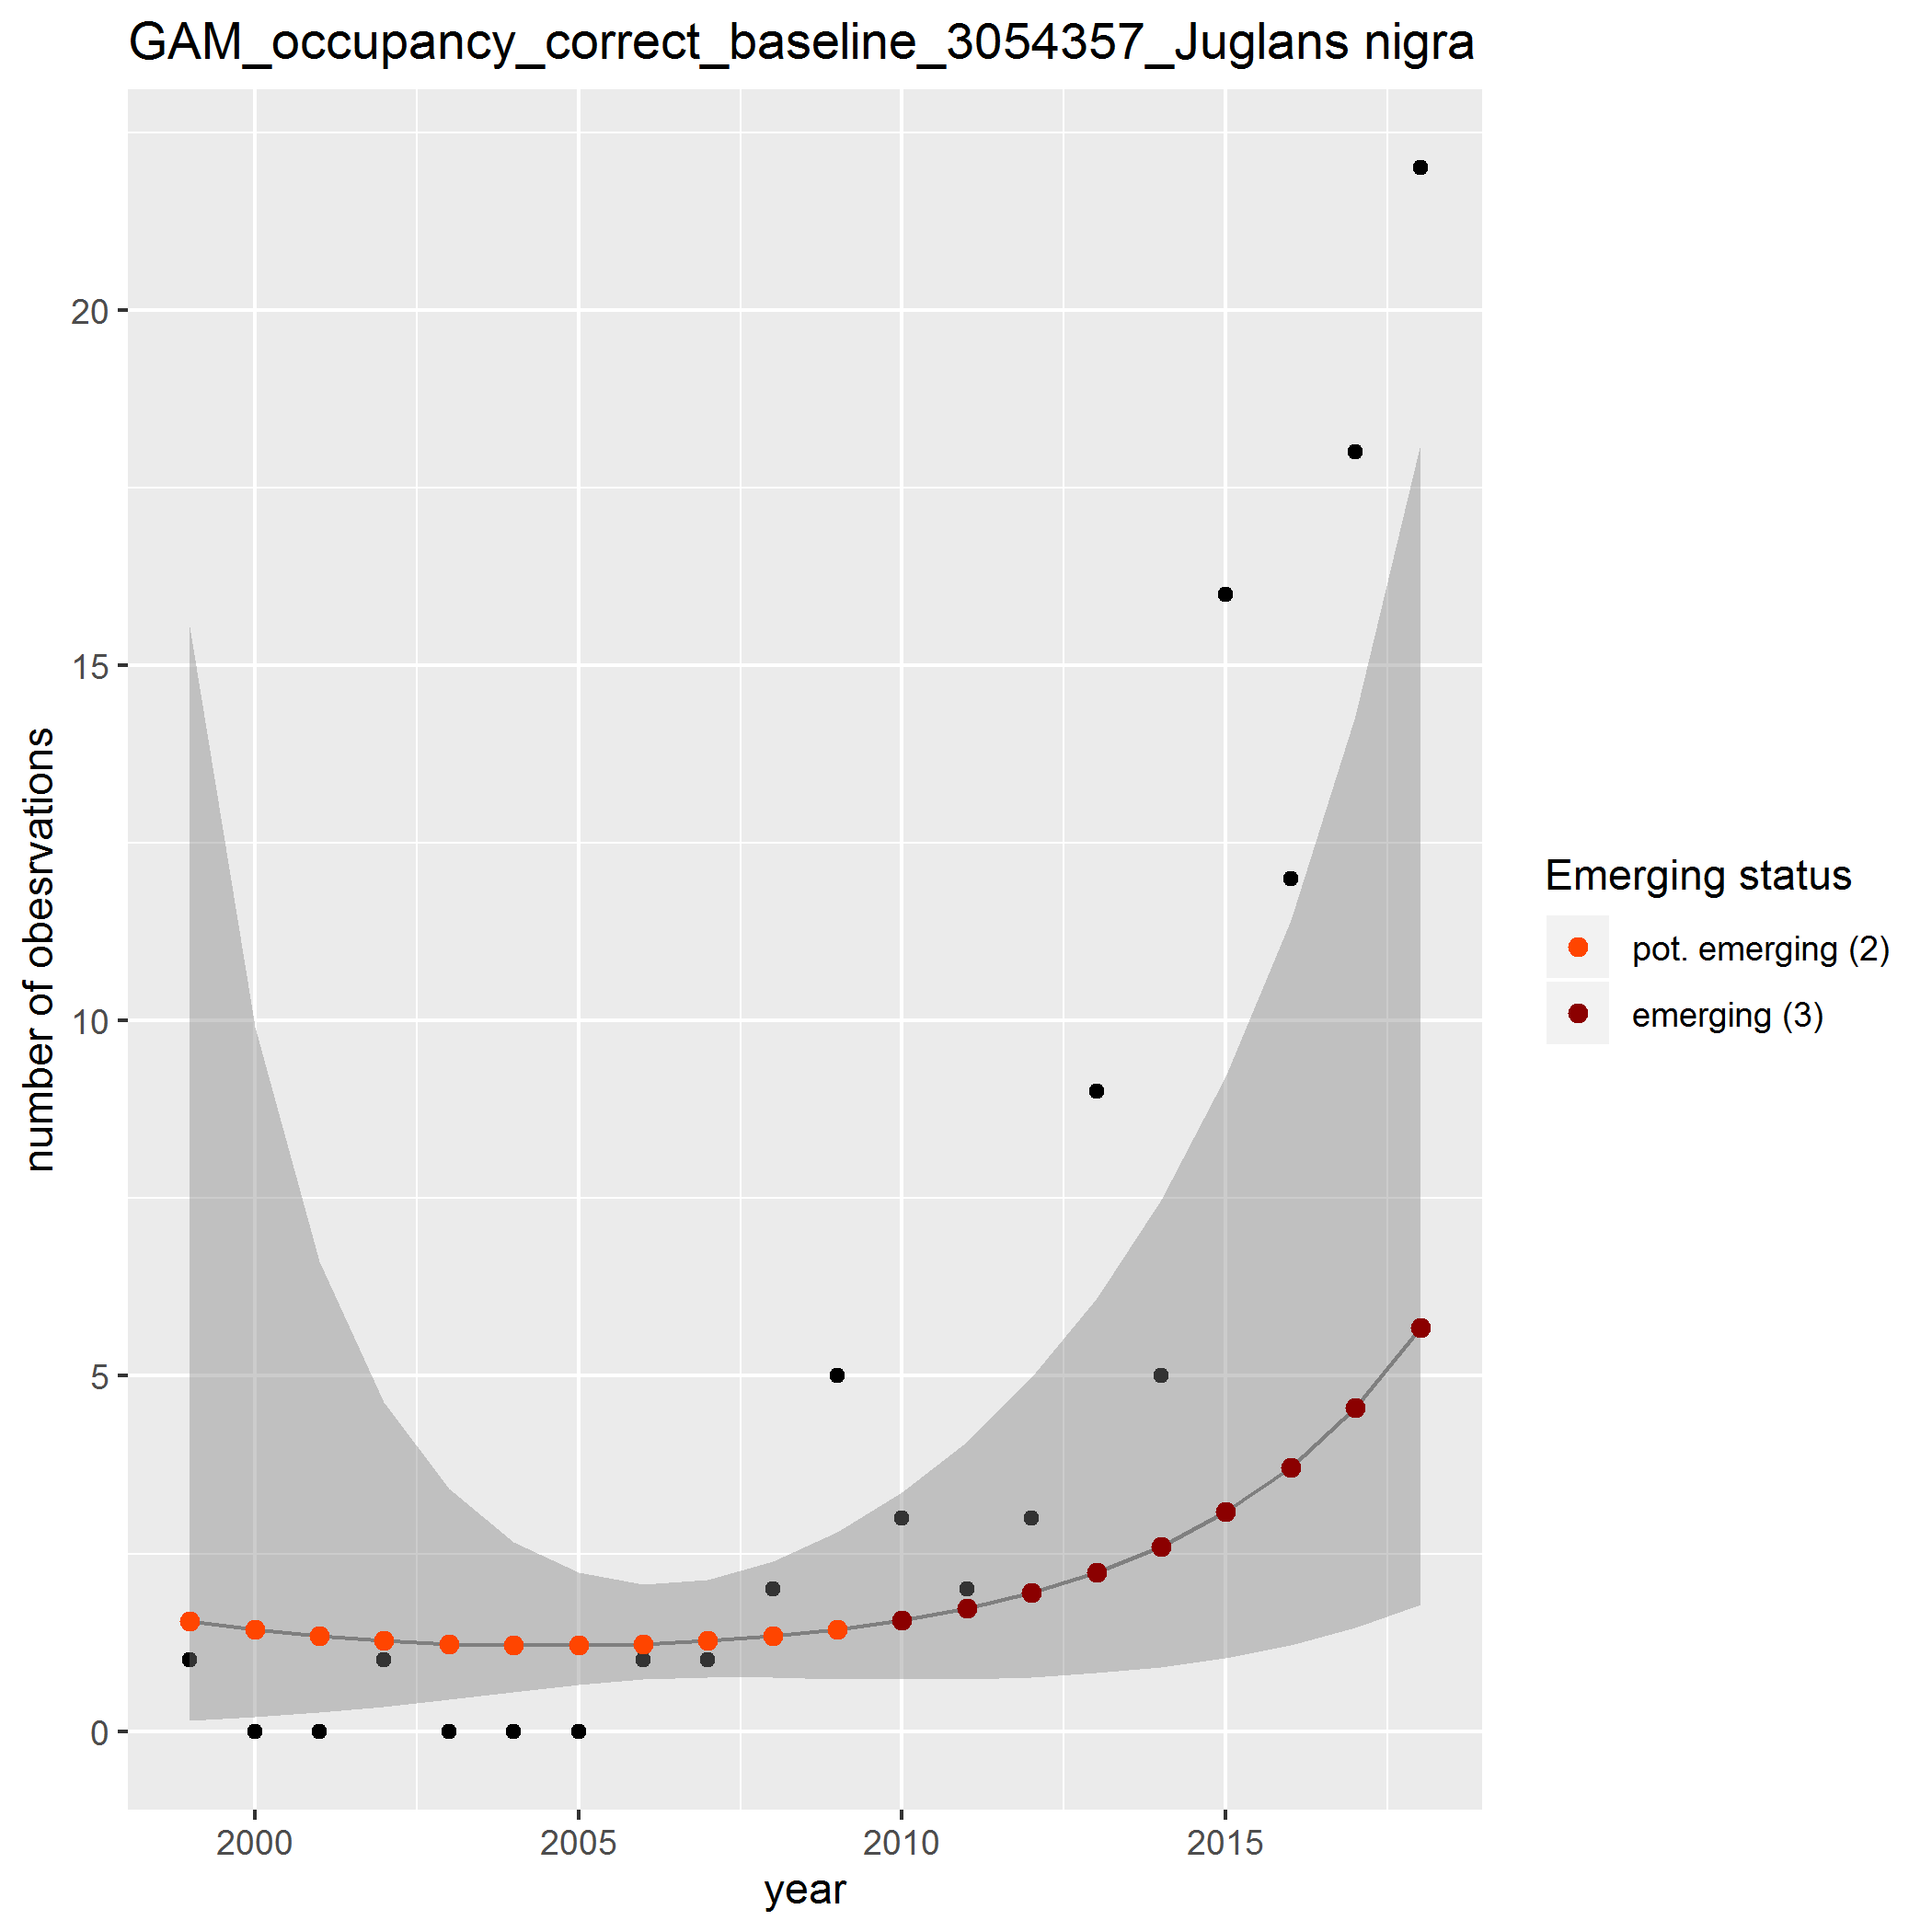 GAM_occupancy_correct_baseline_3054357_Juglans nigra
20
15
10
5
0
number of obesrvations
2000 2005 2010 2015
year
Emerging status
pot. emerging (2)
emerging (3)